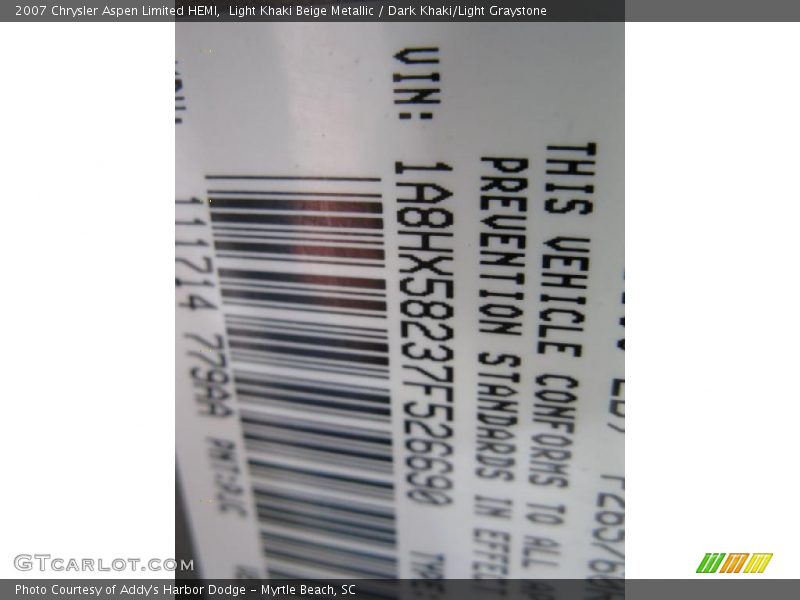 2007 Chrysler Aspen Limited HEMI, Light Khaki Beige Metallic / Dark Khaki/Light Graystone
THIS VEHICLE CONFORMS TO ALL
PREVENTION STANDARDS IN EFFECT
VIN: 1A8HX58237F526690
111714 779AA
GTcarlot.com
Photo Courtesy of Addy's Harbor Dodge - Myrtle Beach, SC